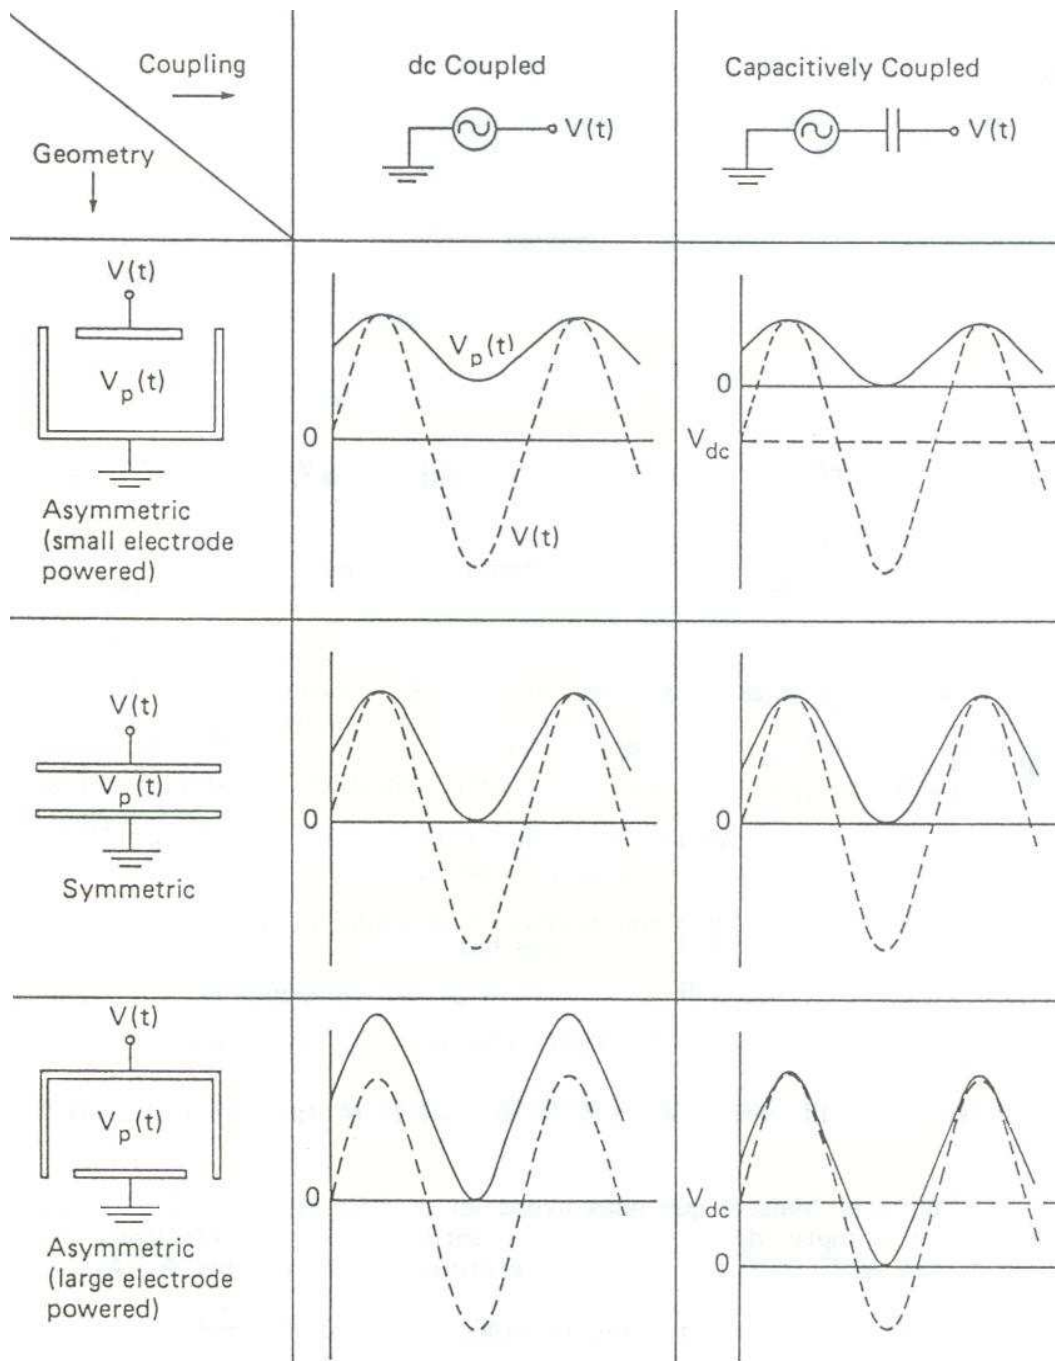 Coupling
Geometry
dc Coupled
V(t)
Capacitively Coupled
V(t)
V(t)
V_p(t)
Asymmetric
(small electrode
powered)
V_p(t)
0
V(t)
0
V_dc
V(t)
V_p(t)
Symmetric
0
0
V(t)
V_p(t)
Asymmetric
(large electrode
powered)
0
V_dc
0